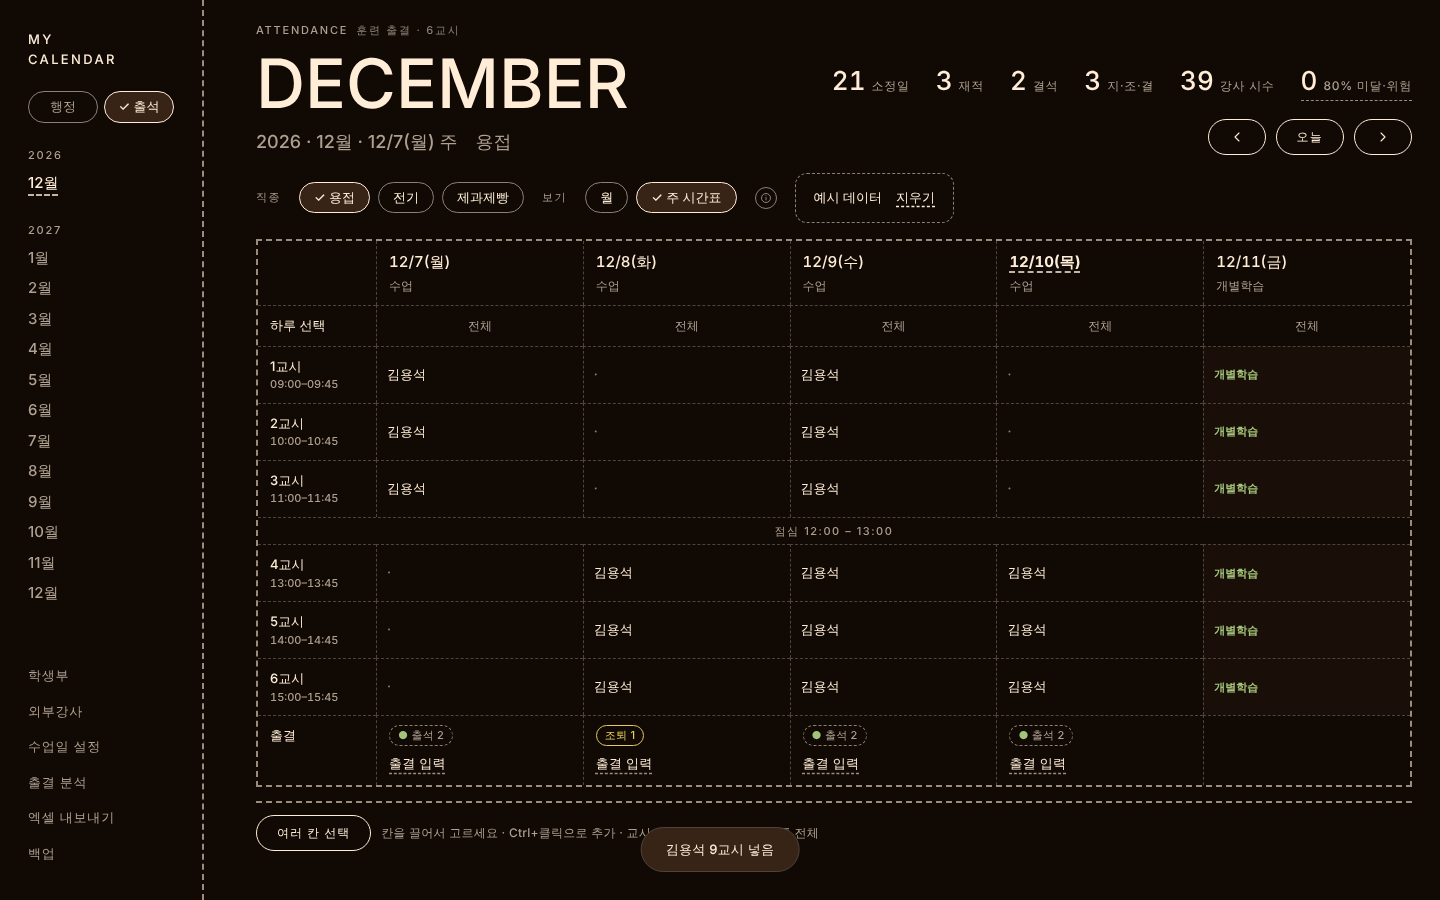 MY
CALENDAR
행정
✓ 출석
2026
12월
2027
1월
2월
3월
4월
5월
6월
7월
8월
9월
10월
11월
12월
학생부
외부강사
수업일 설정
출결 분석
엑셀 내보내기
백업
ATTENDANCE 훈련 출결 · 6교시
DECEMBER
2026 · 12월 · 12/7(월) 주 용접
21 소정일 3 재적 2 결석 3 지·조·결 39 강사 시수 0 80% 미달·위험
< 오늘 >
직종 ✓ 용접 전기 제과제빵 보기 월 ✓ 주 시간표 예시 데이터 지우기
12/7(월) 12/8(화) 12/9(수) 12/10(목) 12/11(금)
수업 수업 수업 수업 개별학습
하루 선택 전체 전체 전체 전체 전체
1교시
09:00–09:45
김용석 · 김용석 · 개별학습
2교시
10:00–10:45
김용석 · 김용석 · 개별학습
3교시
11:00–11:45
김용석 · 김용석 · 개별학습
점심 12:00 – 13:00
4교시
13:00–13:45
· 김용석 김용석 김용석 개별학습
5교시
14:00–14:45
· 김용석 김용석 김용석 개별학습
6교시
15:00–15:45
· 김용석 김용석 김용석 개별학습
출결 출석 2 조퇴 1 출석 2 출석 2
출결 입력 출결 입력 출결 입력 출결 입력
여러 칸 선택 칸을 끌어서 고르세요 · Ctrl+클릭으로 추가 · 교시 전체
김용석 9교시 넣음